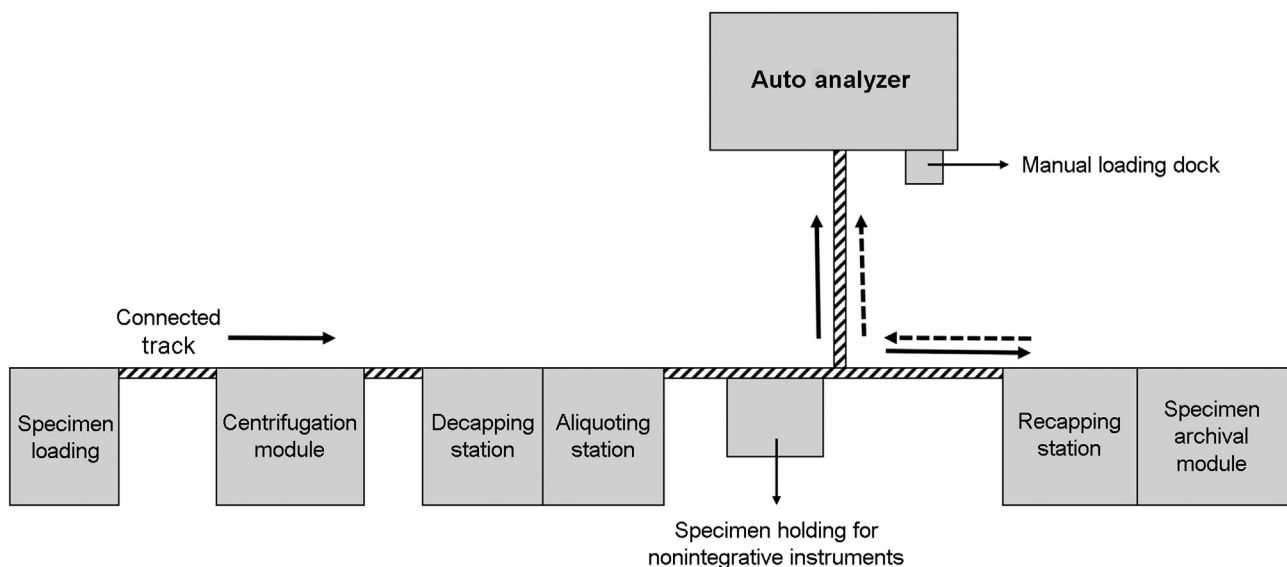 Auto analyzer
Manual loading dock
Connected
track
Specimen
loading
Centrifugation
module
Decapping
station
Aliquoting
station
Recapping
station
Specimen
archival
module
Specimen holding for
nonintegrative instruments